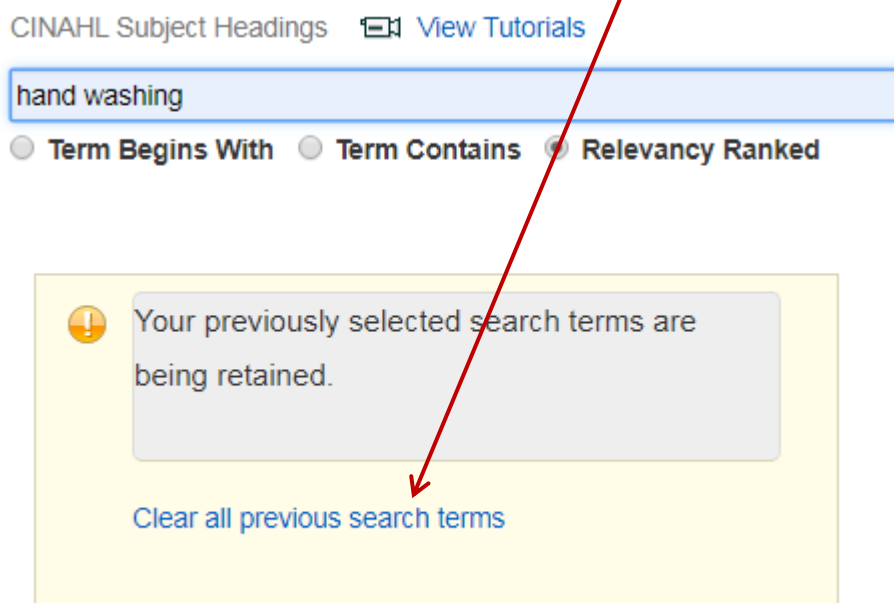 CINAHL Subject Headings View Tutorials
hand washing
Term Begins With Term Contains Relevancy Ranked
Your previously selected search terms are
being retained.
Clear all previous search terms